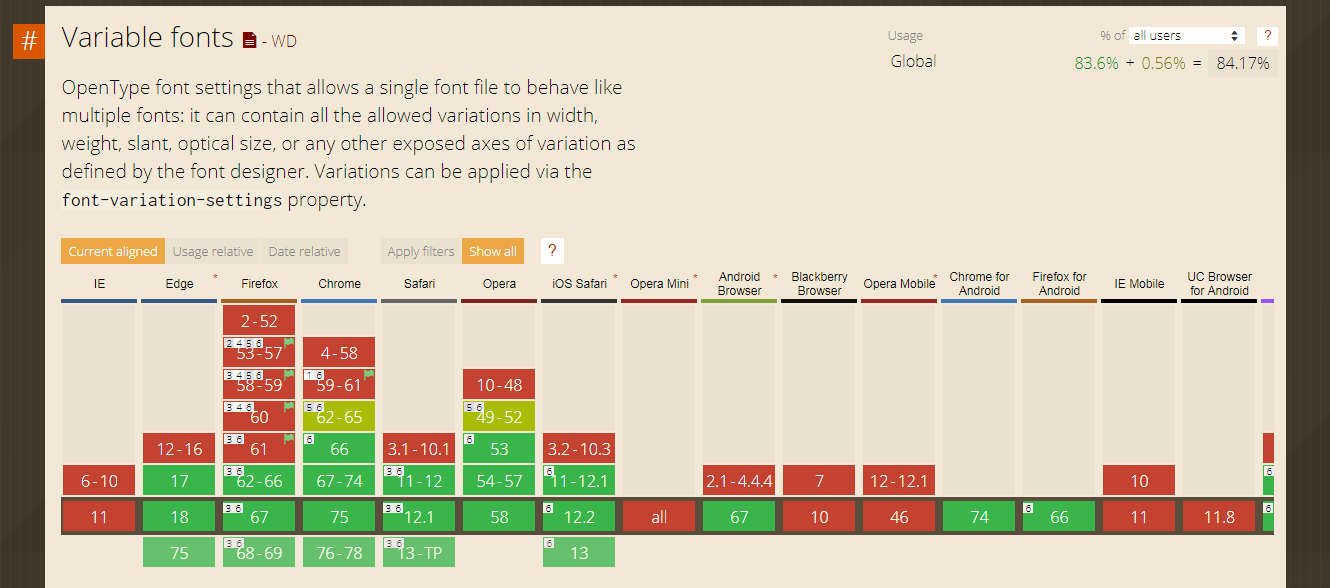 # Variable fonts - WD
Usage % of all users ?
Global 83.6% + 0.56% = 84.17%
OpenType font settings that allows a single font file to behave like
multiple fonts: it can contain all the allowed variations in width,
weight, slant, optical size, or any other exposed axes of variation as
defined by the font designer. Variations can be applied via the
font-variation-settings property.
Current aligned Usage relative Date relative Apply filters Show all ?
IE Edge * Firefox Chrome Safari Opera iOS Safari * Opera Mini * Android Browser * Blackberry Browser Opera Mobile * Chrome for Android Firefox for Android IE Mobile UC Browser for Android
2-52
2 4 5 6 53-57 4-58
3 4 5 6 58-59 1 6 59-61 10-48
3 4 6 60 5 6 62-65 5 6 49-52
12-16 3 6 61 6 66 3.1-10.1 6 53 3.2-10.3
6-10 17 3 6 62-66 67-74 3 6 11-12 54-57 6 11-12.1 2.1-4.4.4 7 12-12.1 10 6
11 18 3 6 67 75 3 6 12.1 58 6 12.2 all 67 10 46 74 6 66 11 11.8 6
75 3 6 68-69 76-78 3 6 13-TP 6 13